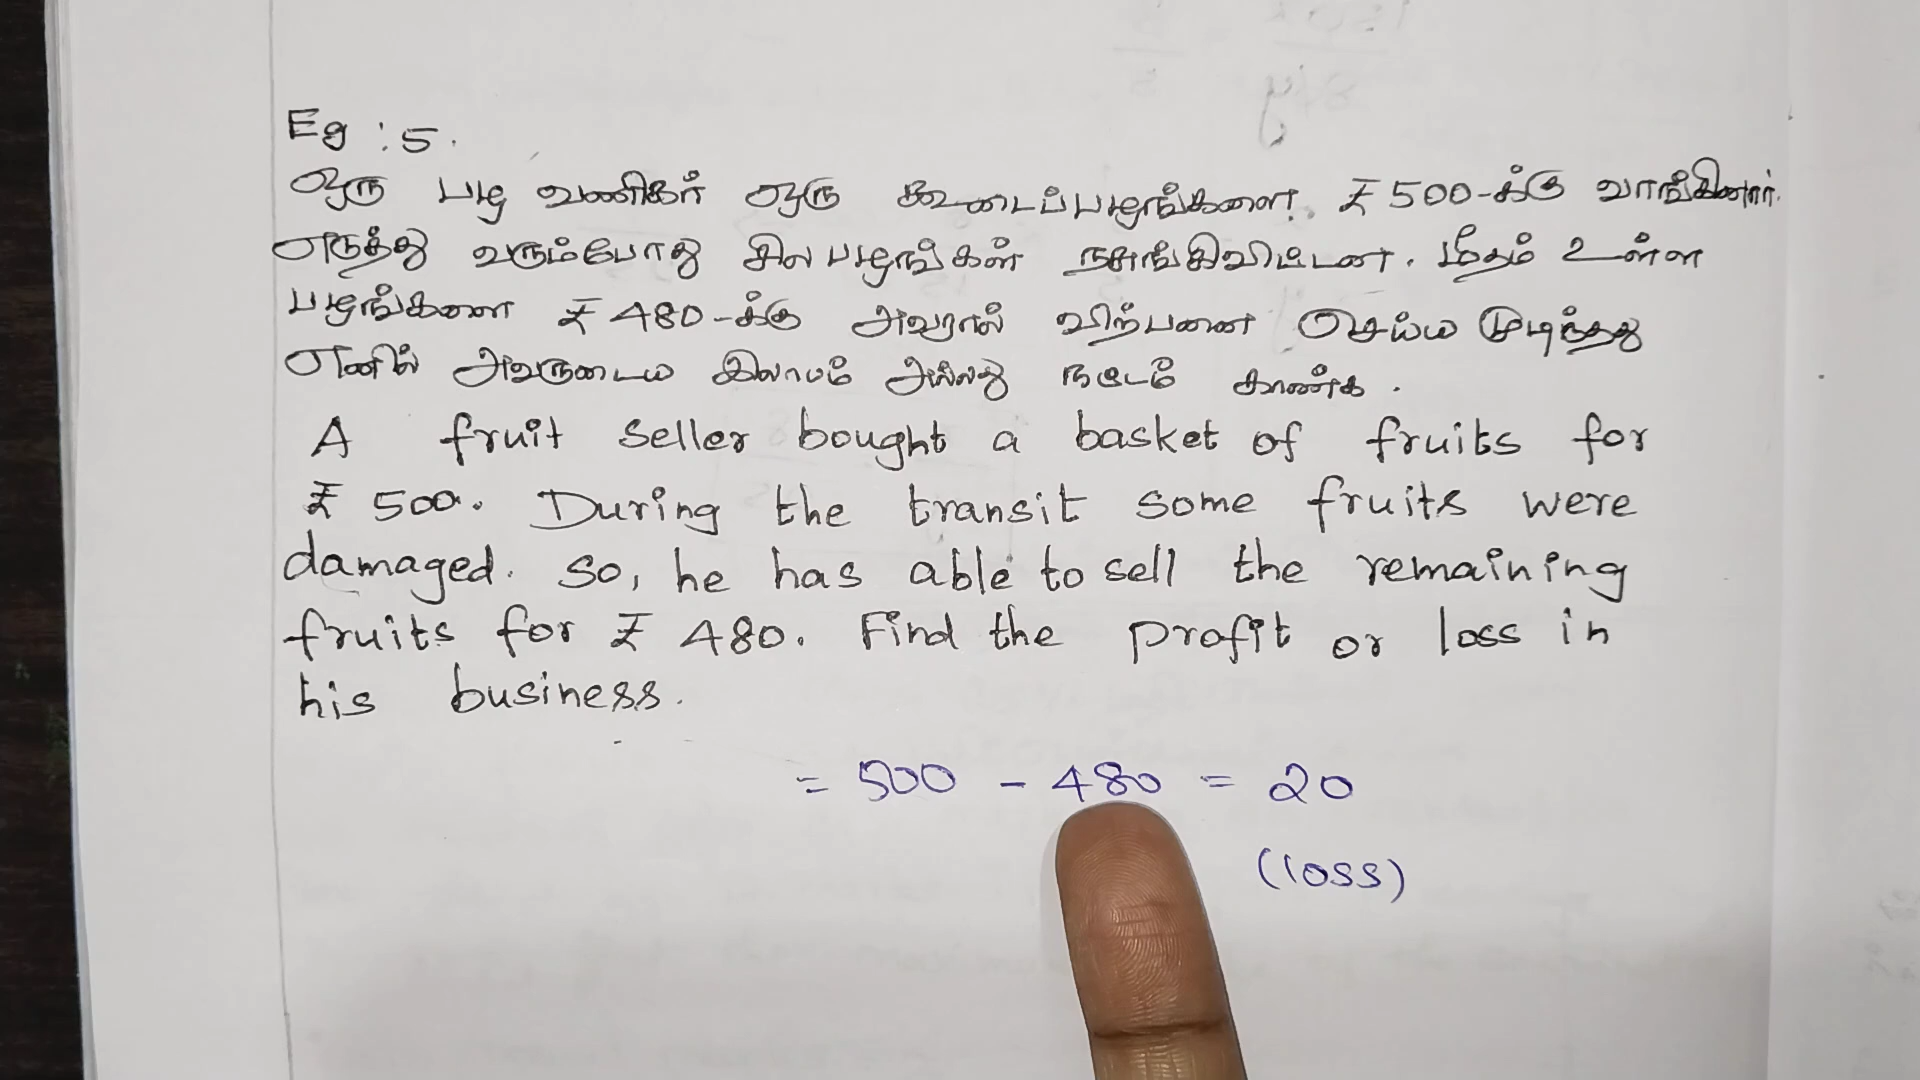 Eg : 5.
ஒரு பழ வணிகர் ஒரு கூடைப்பழங்களை ₹ 500-க்கு வாங்கினார்.
எடுத்து வரும்போது சில பழங்கள் நசுங்கிவிட்டன. மீதம் உள்ள
பழங்களை ₹ 480-க்கு அவரால் விற்பனை செய்ய முடிந்தது
எனில் அவருடைய இலாபம் அல்லது நட்டம் காண்க .
A fruit seller bought a basket of fruits for
₹ 500. During the transit some fruits were
damaged. So, he has able to sell the remaining
fruits for ₹ 480. Find the profit or loss in
his business.
= 500 - 480 = 20
(loss)